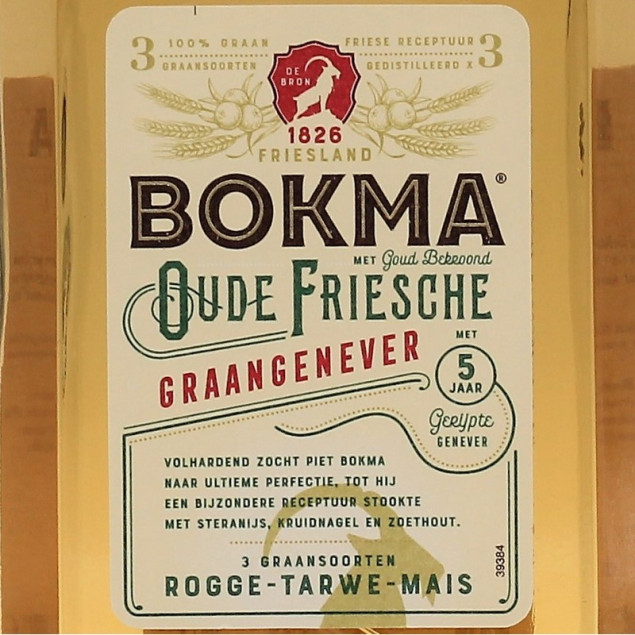 3 100% GRAAN FRIESE RECEPTUUR 3
GRAANSOORTEN GEDISTILLEERD X
DE BRON
1826
FRIESLAND
BOKMA®
MET Goud Bekroond
OUDE FRIESCHE
GRAANGENEVER
MET
5
JAAR
Gerijpte
GENEVER
VOLHARDEND ZOCHT PIET BOKMA
NAAR ULTIEME PERFECTIE, TOT HIJ
EEN BIJZONDERE RECEPTUUR STOOKTE
MET STERANIJS, KRUIDNAGEL EN ZOETHOUT.
3 GRAANSOORTEN
ROGGE-TARWE-MAIS
39384